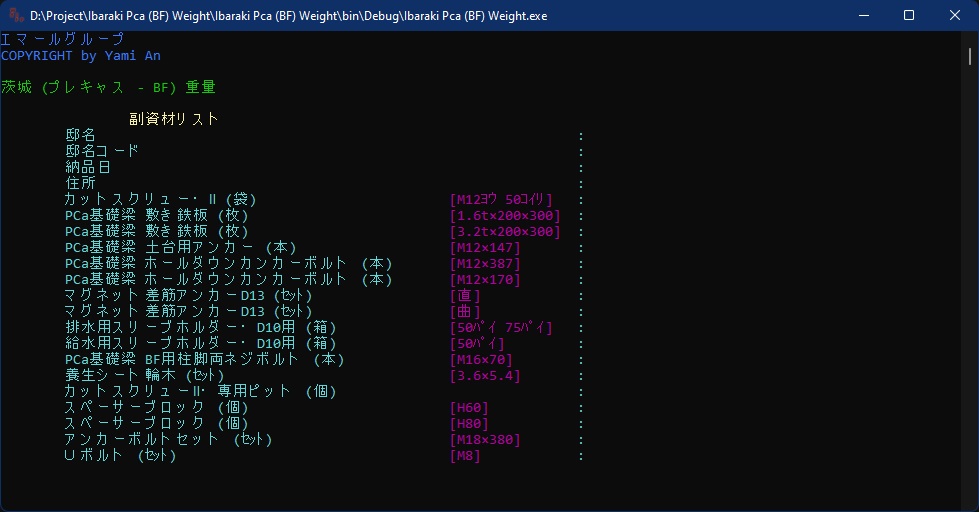 D:\Project\Ibaraki Pca (BF) Weight\Ibaraki Pca (BF) Weight\bin\Debug\Ibaraki Pca (BF) Weight.exe
エマールグループ
COPYRIGHT by Yami An
茨城 (プレキャス - BF) 重量
副資材リスト
邸名 :
邸名コード :
納品日 :
住所 :
カットスクリュー・Ⅱ (袋) [M12ﾖｳ 50ｺｲﾘ] :
PCa基礎梁 敷き鉄板 (枚) [1.6t×200×300] :
PCa基礎梁 敷き鉄板 (枚) [3.2t×200×300] :
PCa基礎梁 土台用アンカー (本) [M12×147] :
PCa基礎梁 ホールダウンカンカーボルト (本) [M12×387] :
PCa基礎梁 ホールダウンカンカーボルト (本) [M12×170] :
マグネット差筋アンカーD13 (ｾｯﾄ) [直] :
マグネット差筋アンカーD13 (ｾｯﾄ) [曲] :
排水用スリーブホルダー・D10用 (箱) [50ﾊﾟｲ 75ﾊﾟｲ] :
給水用スリーブホルダー・D10用 (箱) [50ﾊﾟｲ] :
PCa基礎梁 BF用柱脚両ネジボルト (本) [M16×70] :
養生シート輪木 (ｾｯﾄ) [3.6×5.4] :
カットスクリューⅡ・専用ピット (個) :
スペーサーブロック (個) [H60] :
スペーサーブロック (個) [H80] :
アンカーボルトセット (ｾｯﾄ) [M18×380] :
Uボルト (ｾｯﾄ) [M8] :